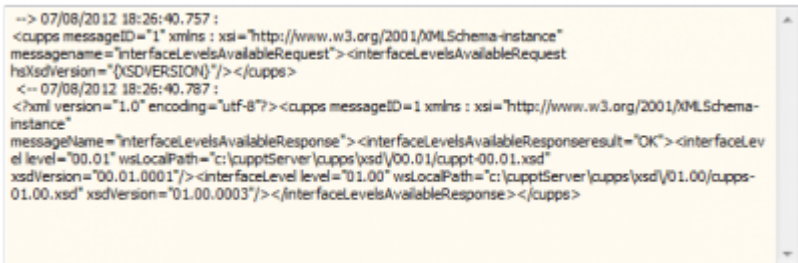 --> 07/08/2012 18:26:40.757 :
<cupps messageID="1" xmlns : xsi="http://www.w3.org/2001/XMLSchema-instance"
messagename="interfaceLevelsAvailableRequest"><interfaceLevelsAvailableRequest
hsXsdVersion="{XSDVERSION}"/></cupps>
<-- 07/08/2012 18:26:40.787 :
<?xml version="1.0" encoding="utf-8"?><cupps messageID=1 xmlns : xsi="http://www.w3.org/2001/XMLSchema-
instance"
messageName="interfaceLevelsAvailableResponse"><interfaceLevelsAvailableResponseresult="OK"><interfaceLev
el level="00.01" wsLocalPath="c:\cupptServer\cupps\xsd\/00.01/cuppt-00.01.xsd"
xsdVersion="00.01.0001"/><interfaceLevel level="01.00" wsLocalPath="c:\cupptServer\cupps\xsd\/01.00/cupps-
01.00.xsd" xsdVersion="01.00.0003"/></interfaceLevelsAvailableResponse></cupps>